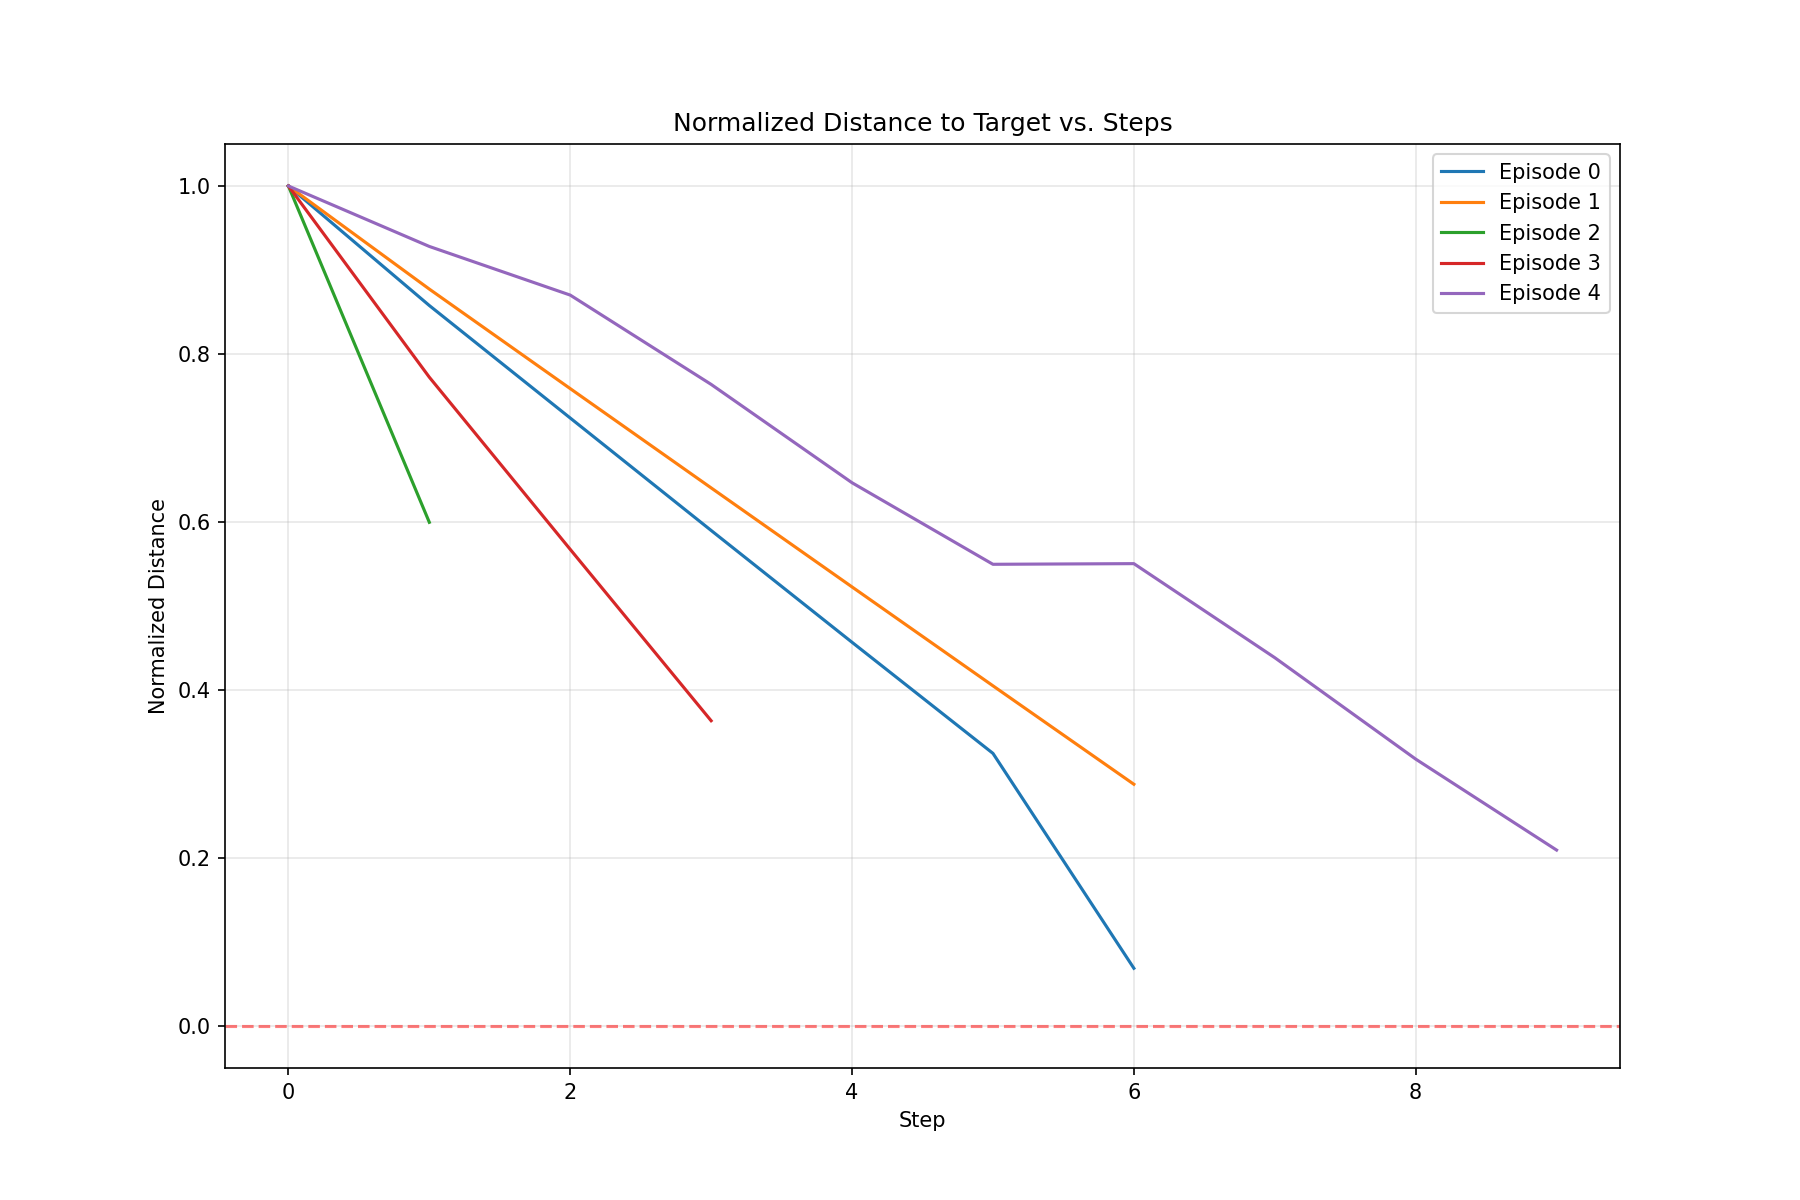 Normalized Distance to Target vs. Steps
Episode 0
Episode 1
Episode 2
Episode 3
Episode 4
Normalized Distance
1.0
0.8
0.6
0.4
0.2
0.0
0 2 4 6 8
Step